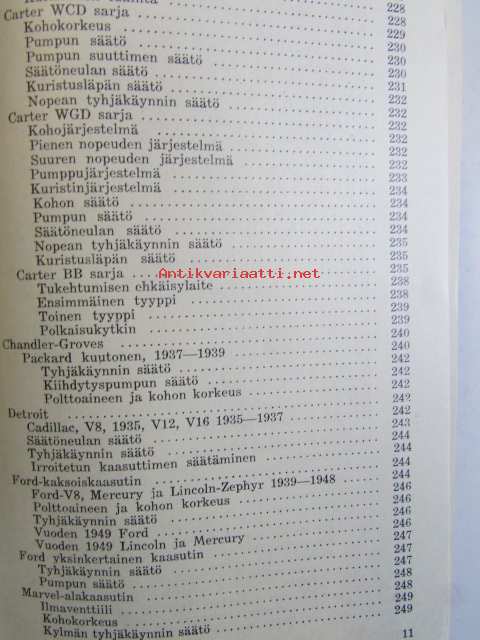 228
Carter WCD sarja 228
Kohokorkeus 229
Pumpun säätö 230
Pumpun suuttimen säätö 230
Säätöneulan säätö 230
Kuristusläpän säätö 231
Nopean tyhjäkäynnin säätö 232
Carter WGD sarja 232
Kohojärjestelmä 232
Pienen nopeuden järjestelmä 232
Suuren nopeuden järjestelmä 232
Pumppujärjestelmä 233
Kuristinjärjestelmä 234
Kohon säätö 234
Pumpun säätö 234
Säätöneulan säätö 234
Nopean tyhjäkäynnin säätö 235
Kuristusläpän säätö 235
Carter BB sarja 235
Antikvariaatti.net
Tukehtumisen ehkäisylaite 238
Ensimmäinen tyyppi 238
Toinen tyyppi 239
Polkaisukytkin 239
Chandler-Groves 240
Packard kuutonen, 1937—1939 240
Tyhjäkäynnin säätö 242
Kiihdytyspumpun säätö 242
Polttoaineen ja kohon korkeus 242
Detroit 242
Cadillac, V8, 1935, V12, V16 1935—1937 242
Säätöneulan säätö 243
Tyhjäkäynnin säätö 244
Irroitetun kaasuttimen säätäminen 244
Ford-kaksoiskaasutin 244
Ford-V8, Mercury ja Lincoln-Zephyr 1939—1948 244
Polttoaineen ja kohon korkeus 246
Tyhjäkäynnin säätö 246
Vuoden 1949 Ford 246
Vuoden 1949 Lincoln ja Mercury 246
Ford yksinkertainen kaasutin 247
Tyhjäkäynnin säätö 247
Pumpun säätö 247
Marvel-alakaasutin 248
Ilmaventtiili 248
Kohokorkeus 249
Kylmän tyhjäkäynnin säätö 249
11